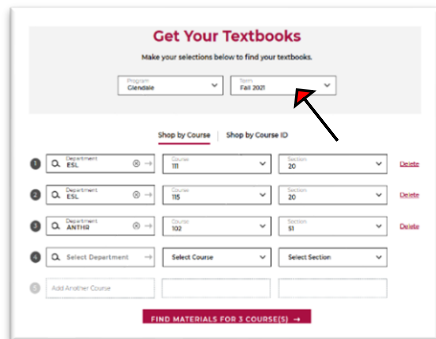 Get Your Textbooks
Make your selections below to find your textbooks.
Program Term
Glendale Fall 2021
Shop by Course Shop by Course ID
1 Department ESL Course 111 Section 20 Delete
2 Department ESL Course 115 Section 20 Delete
3 Department ANTHR Course 102 Section 51 Delete
4 Select Department Select Course Select Section
5 Add Another Course
FIND MATERIALS FOR 3 COURSE(S) →